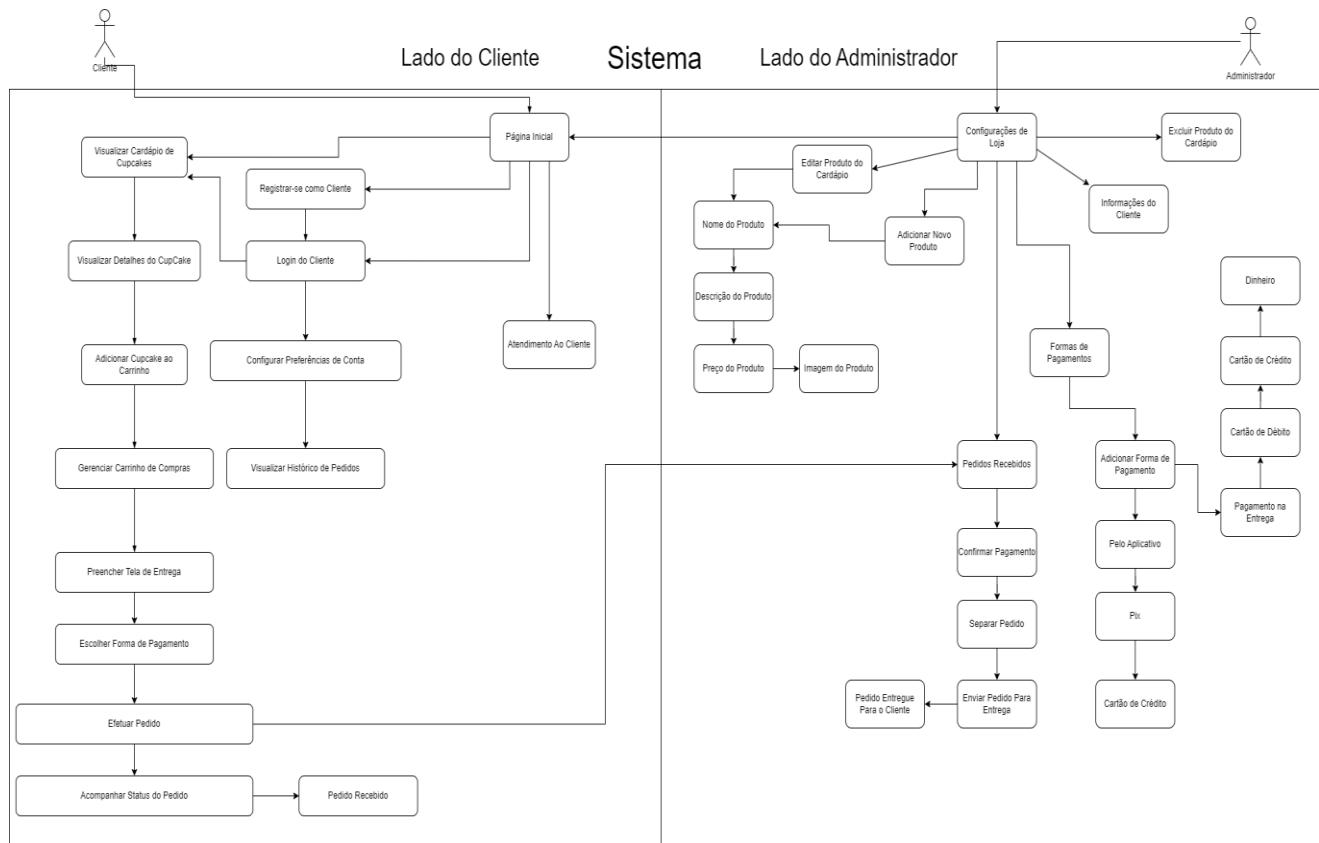 Cliente
Lado do Cliente
Sistema
Lado do Administrador
Administrador
Página Inicial
Visualizar Cardápio de
Cupcakes
Registrar-se como Cliente
Visualizar Detalhes do CupCake
Login do Cliente
Atendimento Ao Cliente
Adicionar Cupcake ao
Carrinho
Configurar Preferências de Conta
Gerenciar Carrinho de Compras
Visualizar Histórico de Pedidos
Preencher Tela de Entrega
Escolher Forma de Pagamento
Efetuar Pedido
Acompanhar Status do Pedido
Pedido Recebido
Configurações de
Loja
Excluir Produto do
Cardápio
Editar Produto do
Cardápio
Informações do
Cliente
Nome do Produto
Adicionar Novo
Produto
Descrição do Produto
Preço do Produto
Imagem do Produto
Formas de
Pagamentos
Dinheiro
Cartão de Crédito
Cartão de Débito
Pagamento na
Entrega
Pedidos Recebidos
Adicionar Forma de
Pagamento
Confirmar Pagamento
Pelo Aplicativo
Separar Pedido
Pix
Pedido Entregue
Para o Cliente
Enviar Pedido Para
Entrega
Cartão de Crédito